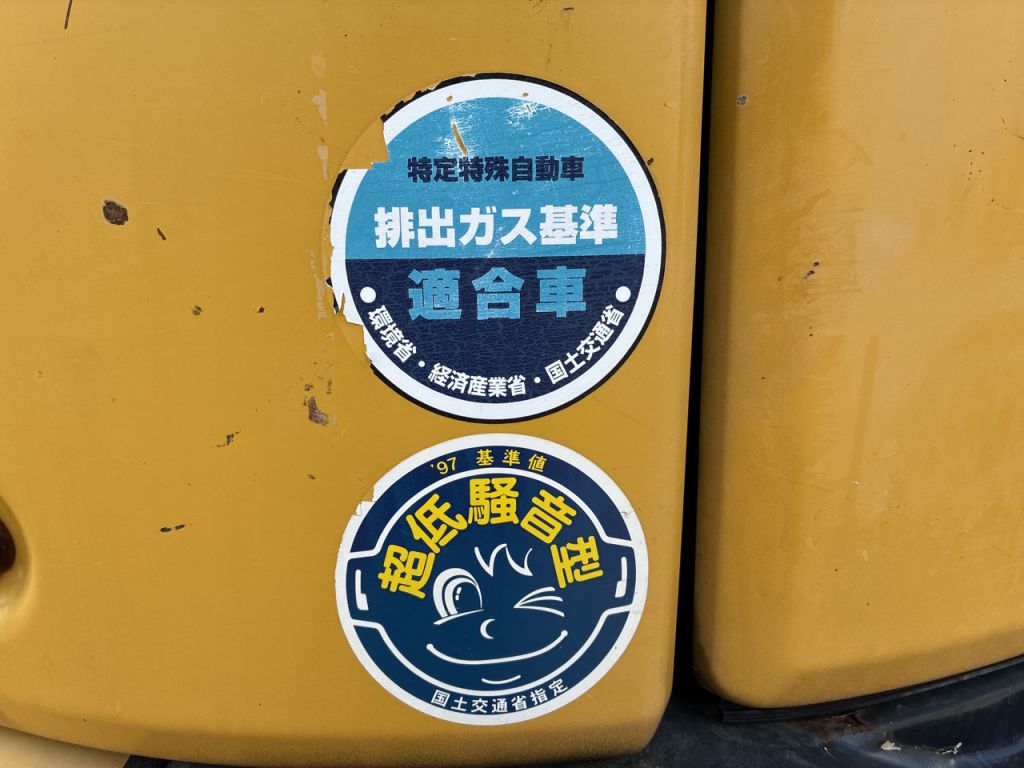 特定特殊自動車
排出ガス基準
適合車
環境省・経済産業省・国土交通省
'97 基準値
超低騒音型
国土交通省指定